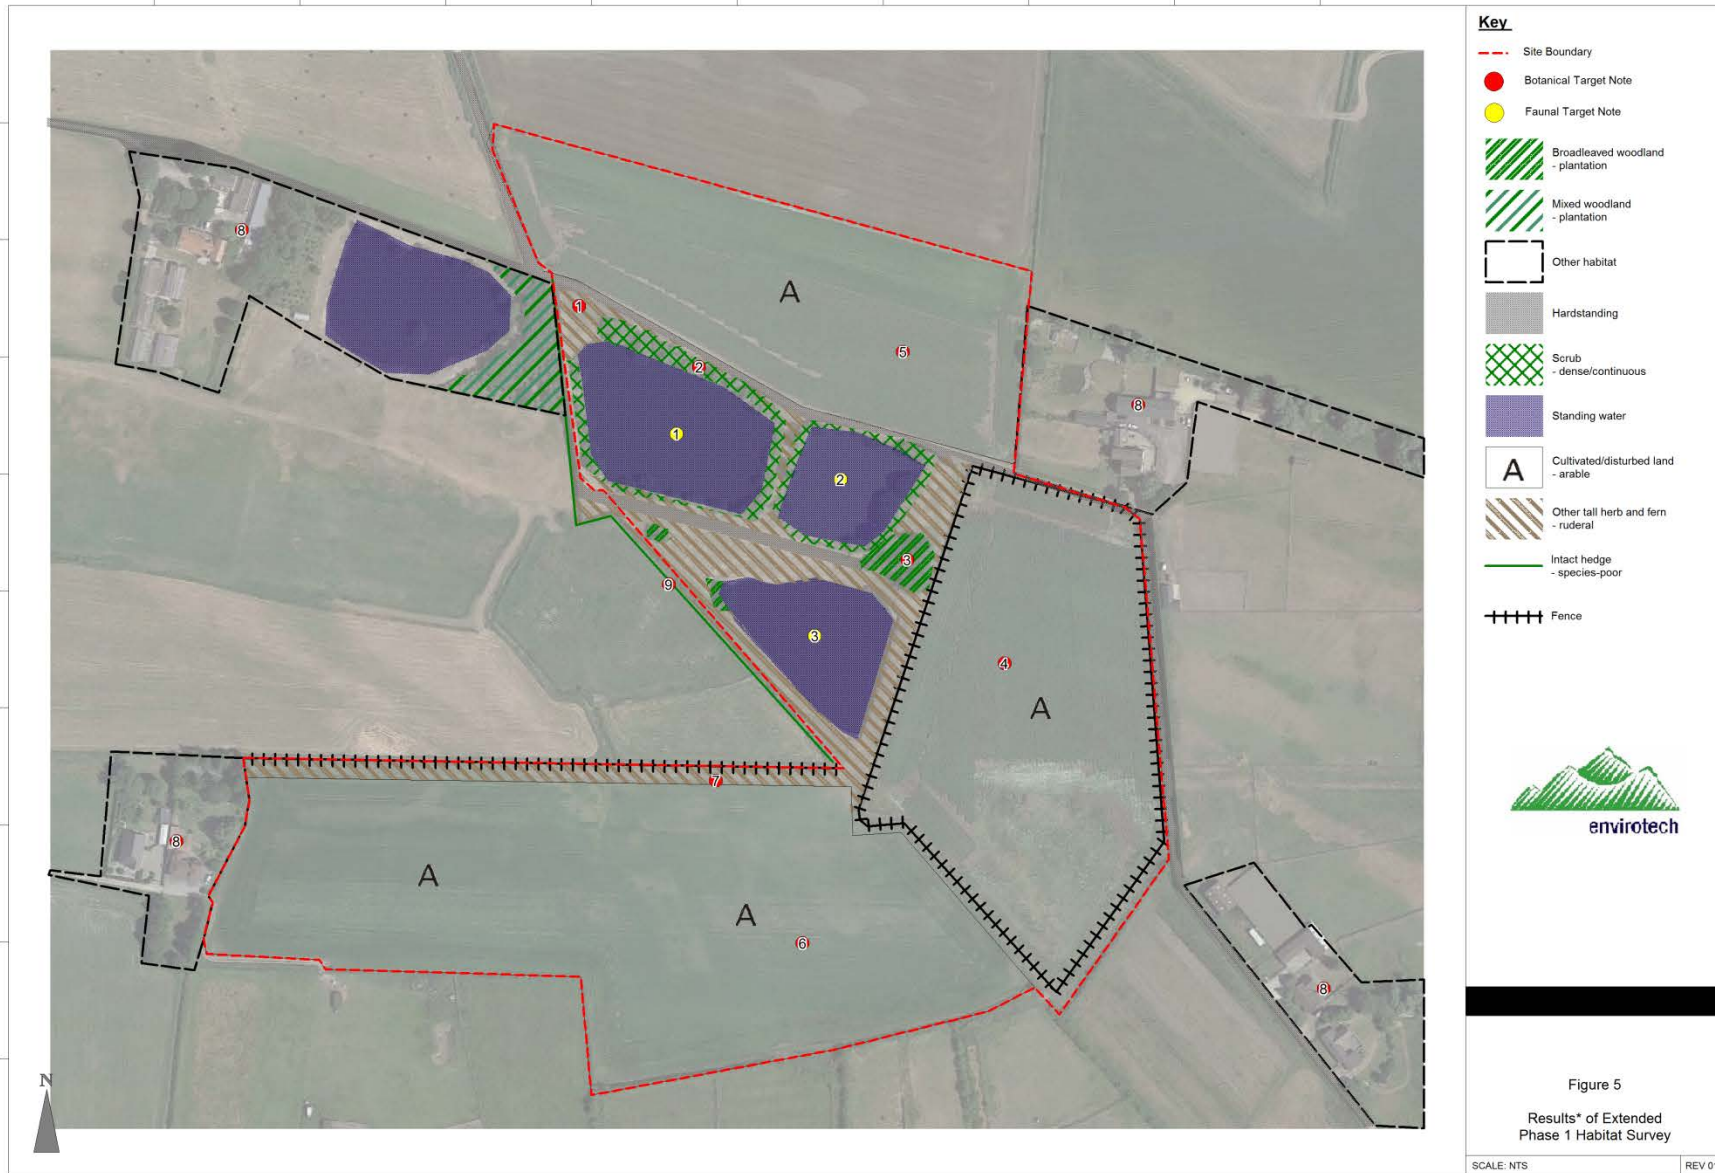 8
A
1
5
2
8
1
2
3
9
3
4
A
7
8
A
A
6
8
N
Key
Site Boundary
Botanical Target Note
Faunal Target Note
Broadleaved woodland
- plantation
Mixed woodland
- plantation
Other habitat
Hardstanding
Scrub
- dense/continuous
Standing water
A
Cultivated/disturbed land
- arable
Other tall herb and fern
- ruderal
Intact hedge
- species-poor
Fence
envirotech
Figure 5
Results* of Extended
Phase 1 Habitat Survey
SCALE: NTS
REV 0